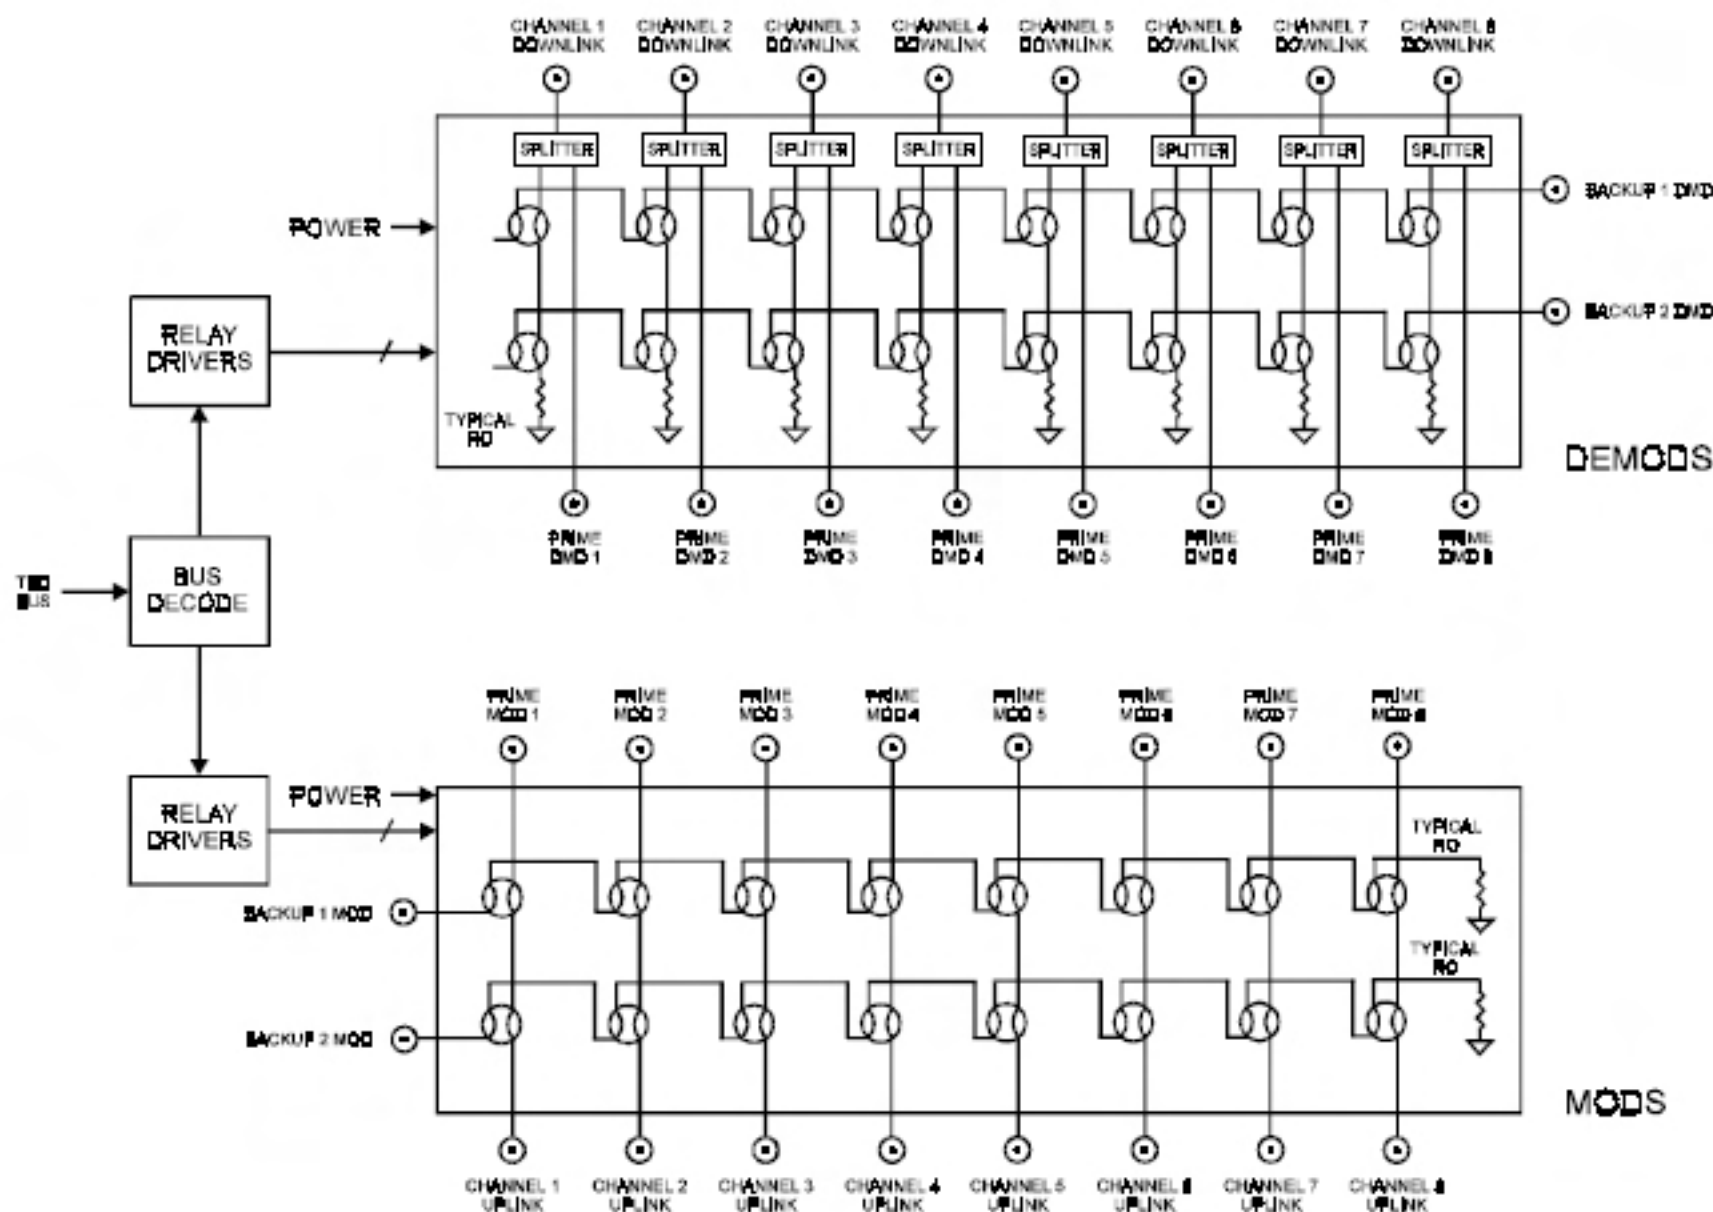 CHANNEL 1 CHANNEL 2 CHANNEL 3 CHANNEL 4 CHANNEL 5 CHANNEL 6 CHANNEL 7 CHANNEL 8
DOWNLINK DOWNLINK DOWNLINK DOWNLINK DOWNLINK DOWNLINK DOWNLINK DOWNLINK
SPLITTER SPLITTER SPLITTER SPLITTER SPLITTER SPLITTER SPLITTER SPLITTER
BACKUP 1 DMD
POWER
BACKUP 2 DMD
RELAY
DRIVERS
TYPICAL
RO
DEMODS
PRIME PRIME PRIME PRIME PRIME PRIME PRIME PRIME
DMD 1 DMD 2 DMD 3 DMD 4 DMD 5 DMD 6 DMD 7 DMD 8
BUS
DECODE
BUS
PRIME PRIME PRIME PRIME PRIME PRIME PRIME PRIME
MOD 1 MOD 2 MOD 3 MOD 4 MOD 5 MOD 6 MOD 7 MOD 8
POWER
RELAY
DRIVERS
TYPICAL
RO
BACKUP 1 MOD
TYPICAL
RO
BACKUP 2 MOD
MODS
CHANNEL 1 CHANNEL 2 CHANNEL 3 CHANNEL 4 CHANNEL 5 CHANNEL 6 CHANNEL 7 CHANNEL 8
UPLINK UPLINK UPLINK UPLINK UPLINK UPLINK UPLINK UPLINK